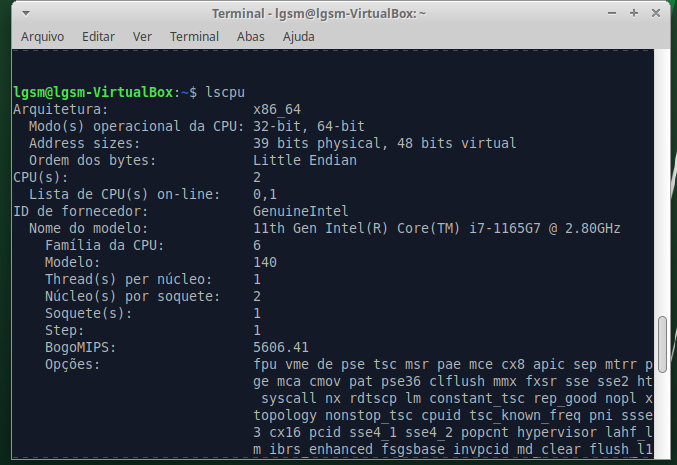 Terminal - lgsm@lgsm-VirtualBox: ~
Arquivo Editar Ver Terminal Abas Ajuda
lgsm@lgsm-VirtualBox:~$ lscpu
Arquitetura: x86_64
Modo(s) operacional da CPU: 32-bit, 64-bit
Address sizes: 39 bits physical, 48 bits virtual
Ordem dos bytes: Little Endian
CPU(s): 2
Lista de CPU(s) on-line: 0,1
ID de fornecedor: GenuineIntel
Nome do modelo: 11th Gen Intel(R) Core(TM) i7-1165G7 @ 2.80GHz
Família da CPU: 6
Modelo: 140
Thread(s) per núcleo: 1
Núcleo(s) por soquete: 2
Soquete(s): 1
Step: 1
BogoMIPS: 5606.41
Opções: fpu vme de pse tsc msr pae mce cx8 apic sep mtrr p
ge mca cmov pat pse36 clflush mmx fxsr sse sse2 ht
syscall nx rdtscp lm constant_tsc rep_good nopl x
topology nonstop_tsc cpuid tsc_known_freq pni ssse
3 cx16 pcid sse4_1 sse4_2 popcnt hypervisor lahf_l
m ibrs_enhanced fsgsbase invpcid md_clear flush_l1